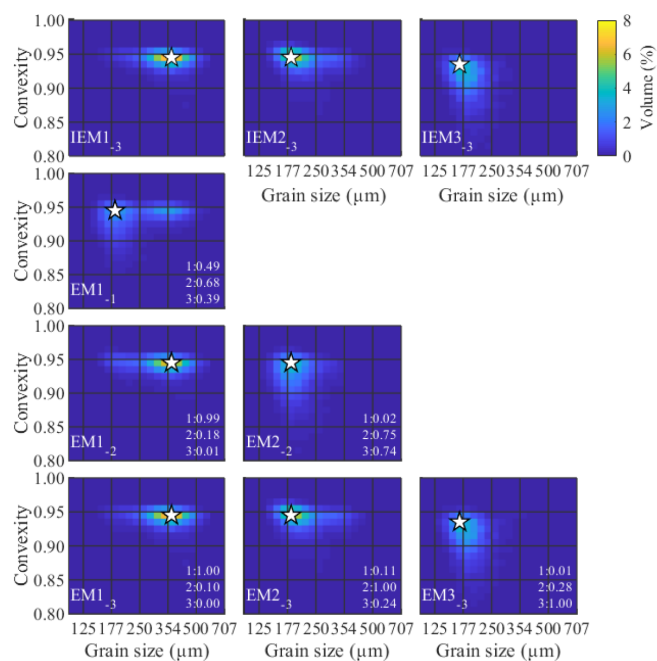 1.00
0.95
0.90
0.85
0.80
Convexity
IEM1-3
IEM2-3
IEM3-3
8
6
4
2
0
Volume (%)
125 177 250 354 500 707
125 177 250 354 500 707
Grain size (µm)
Grain size (µm)
1.00
0.95
0.90
0.85
0.80
Convexity
EM1-1
1:0.49
2:0.68
3:0.39
1.00
0.95
0.90
0.85
0.80
Convexity
EM1-2
1:0.99
2:0.18
3:0.01
EM2-2
1:0.02
2:0.75
3:0.74
1.00
0.95
0.90
0.85
0.80
Convexity
EM1-3
1:1.00
2:0.10
3:0.00
EM2-3
1:0.11
2:1.00
3:0.24
EM3-3
1:0.01
2:0.28
3:1.00
125 177 250 354 500 707
125 177 250 354 500 707
125 177 250 354 500 707
Grain size (µm)
Grain size (µm)
Grain size (µm)